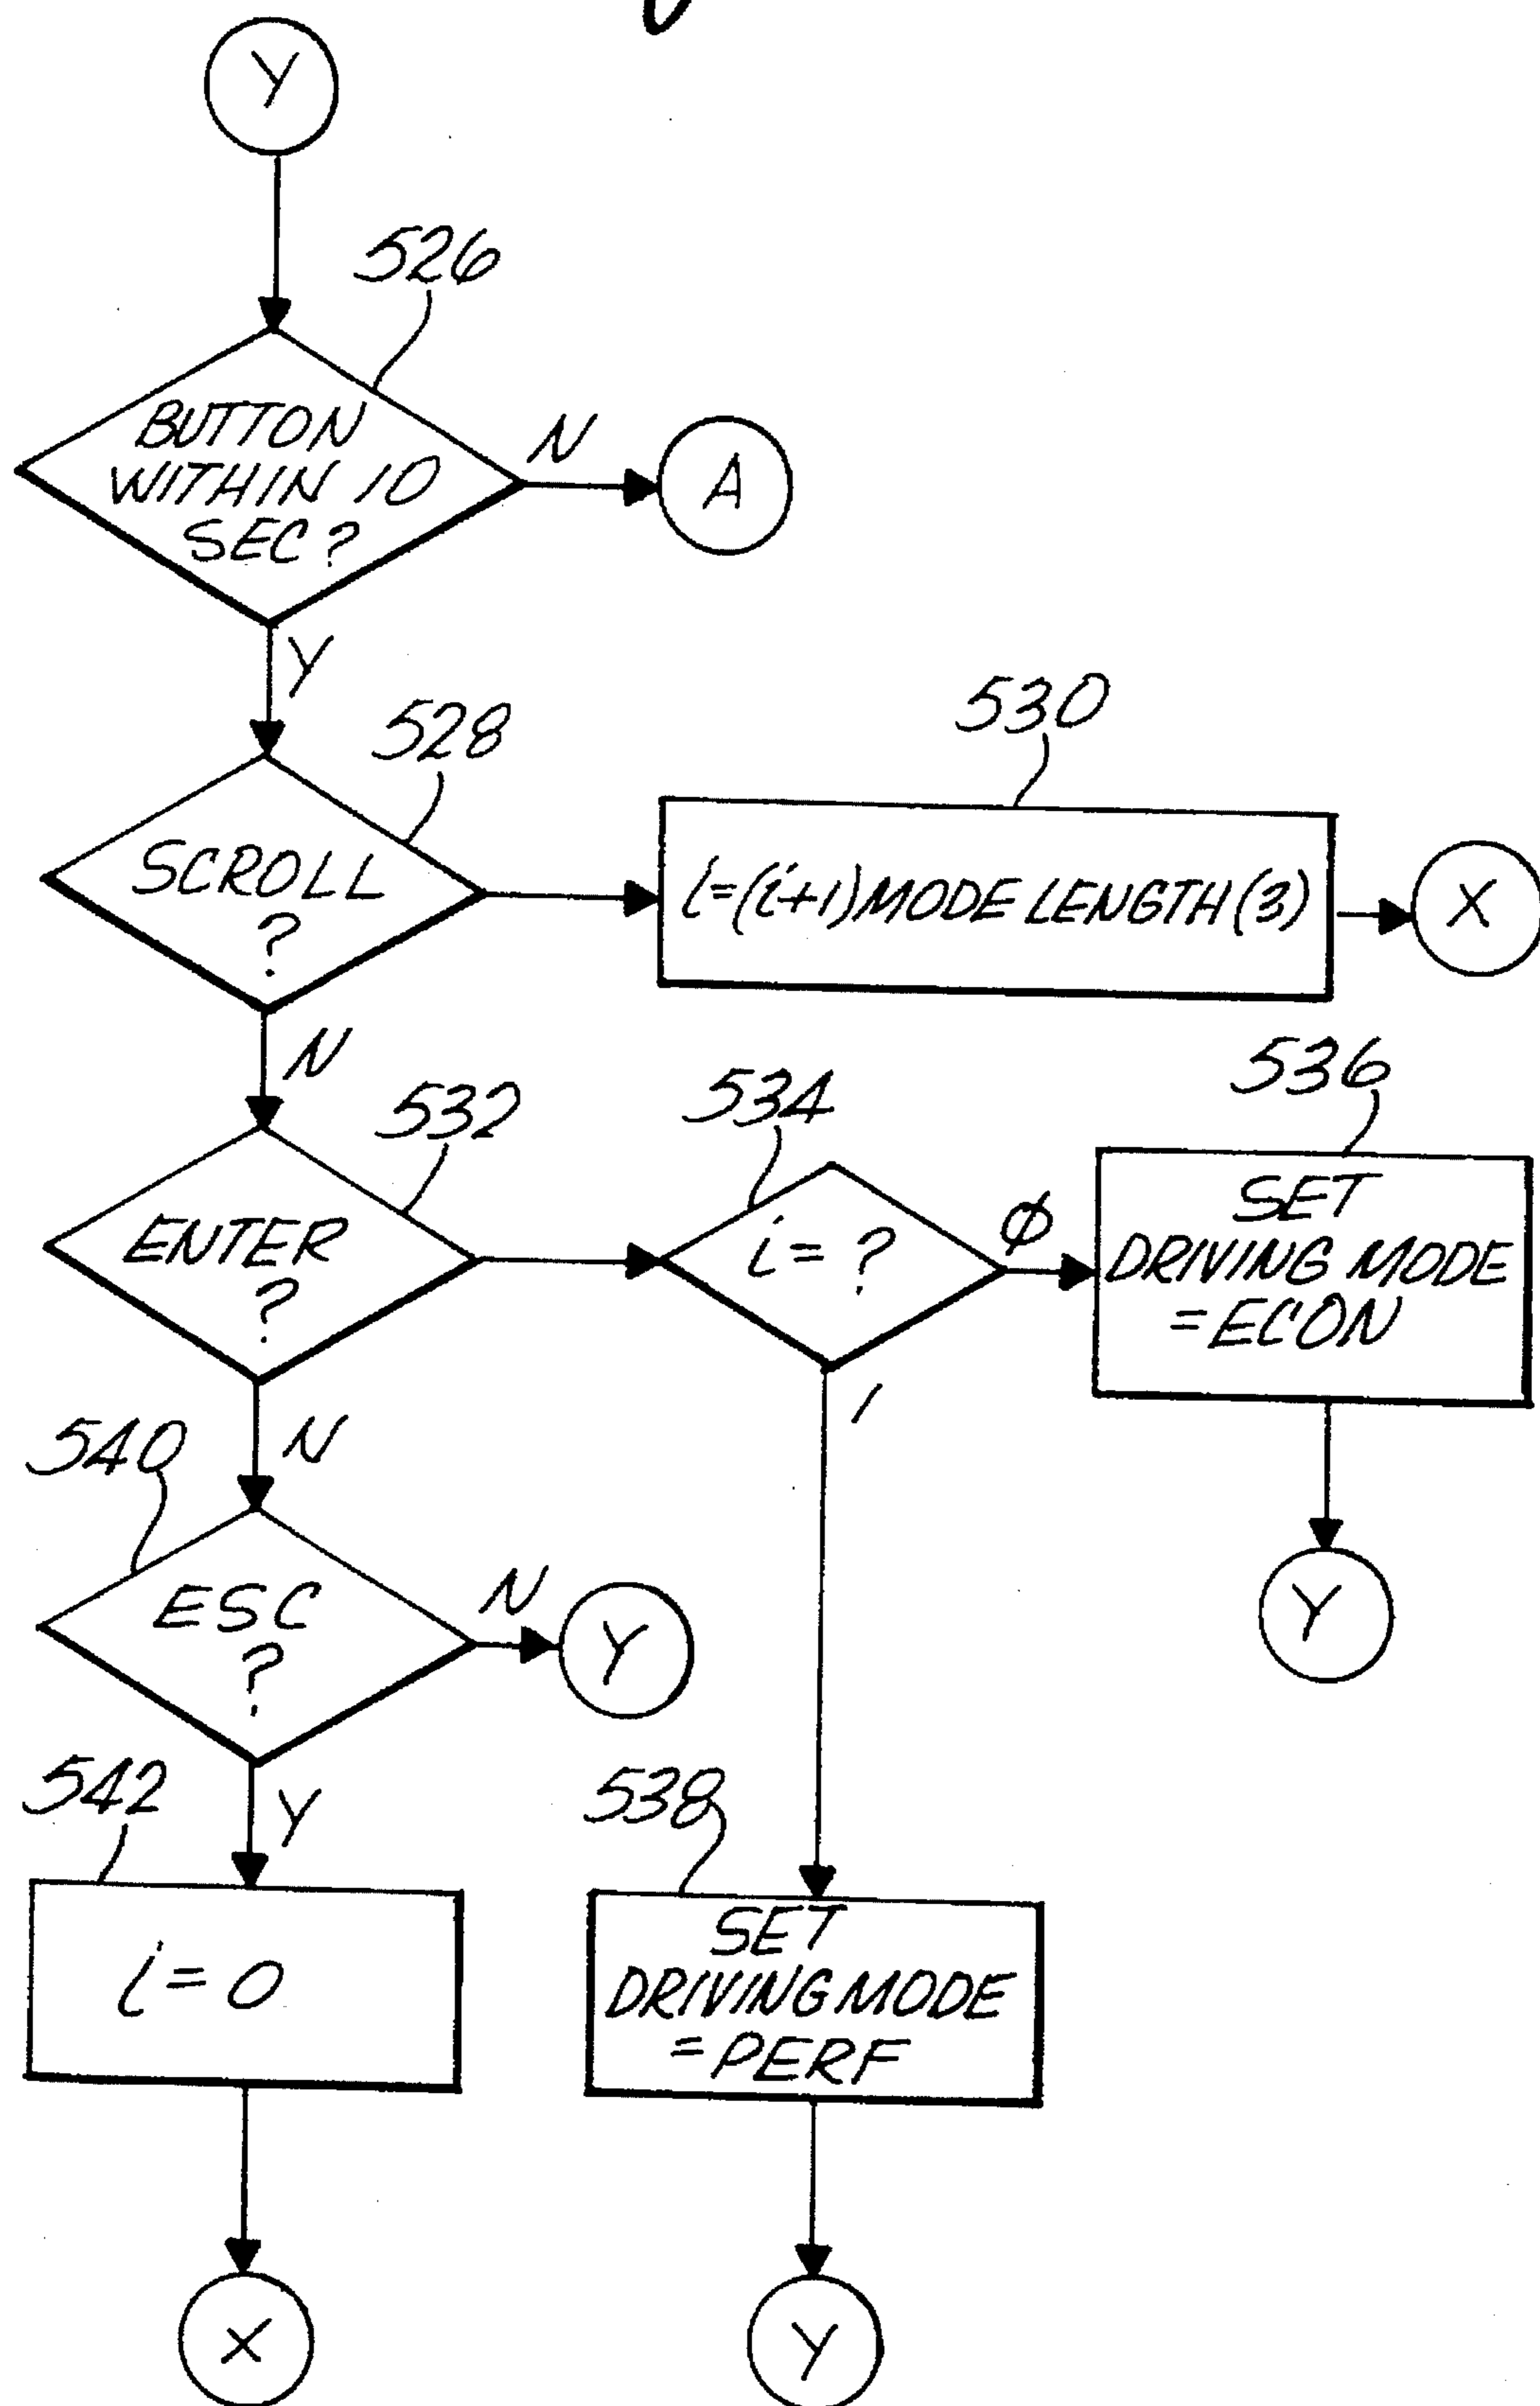 Y
526
BUTTON
WITHIN 10
SEC?
N
A
Y
528
SCROLL
?
530
i=(i+1)MODE LENGTH(3)
X
N
532
ENTER
?
534
i=?
φ
536
SET
DRIVING MODE
=ECON
Y
1
N
540
ESC
?
N
Y
Y
542
i=0
X
538
SET
DRIVING MODE
=PERF
Y